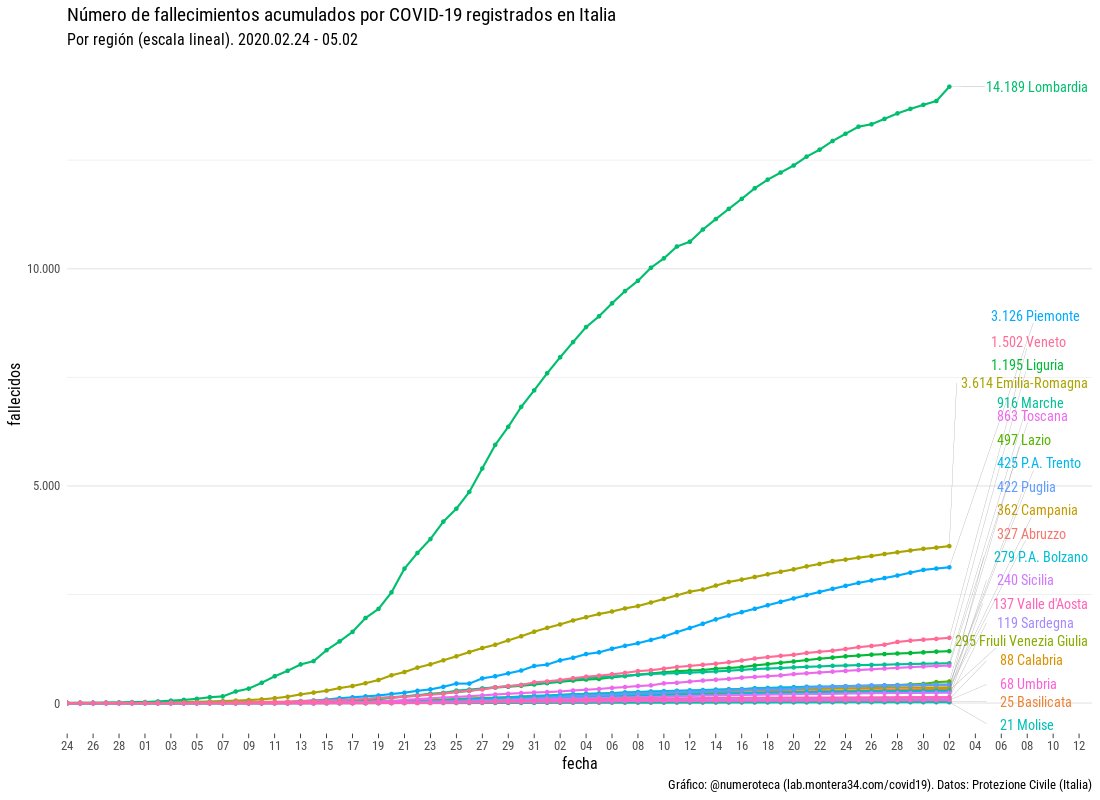 Número de fallecimientos acumulados por COVID-19 registrados en Italia
Por región (escala lineal). 2020.02.24 - 05.02
14.189 Lombardia
10.000
3.126 Piemonte
1.502 Veneto
1.195 Liguria
3.614 Emilia-Romagna
916 Marche
863 Toscana
497 Lazio
425 P.A. Trento
422 Puglia
362 Campania
327 Abruzzo
279 P.A. Bolzano
240 Sicilia
137 Valle d'Aosta
119 Sardegna
295 Friuli Venezia Giulia
88 Calabria
68 Umbria
25 Basilicata
21 Molise
5.000
0
fallecidos
24 26 28 01 03 05 07 09 11 13 15 17 19 21 23 25 27 29 31 02 04 06 08 10 12 14 16 18 20 22 24 26 28 30 02 04 06 08 10 12
fecha
Gráfico: @numeroteca (lab.montera34.com/covid19). Datos: Protezione Civile (Italia)